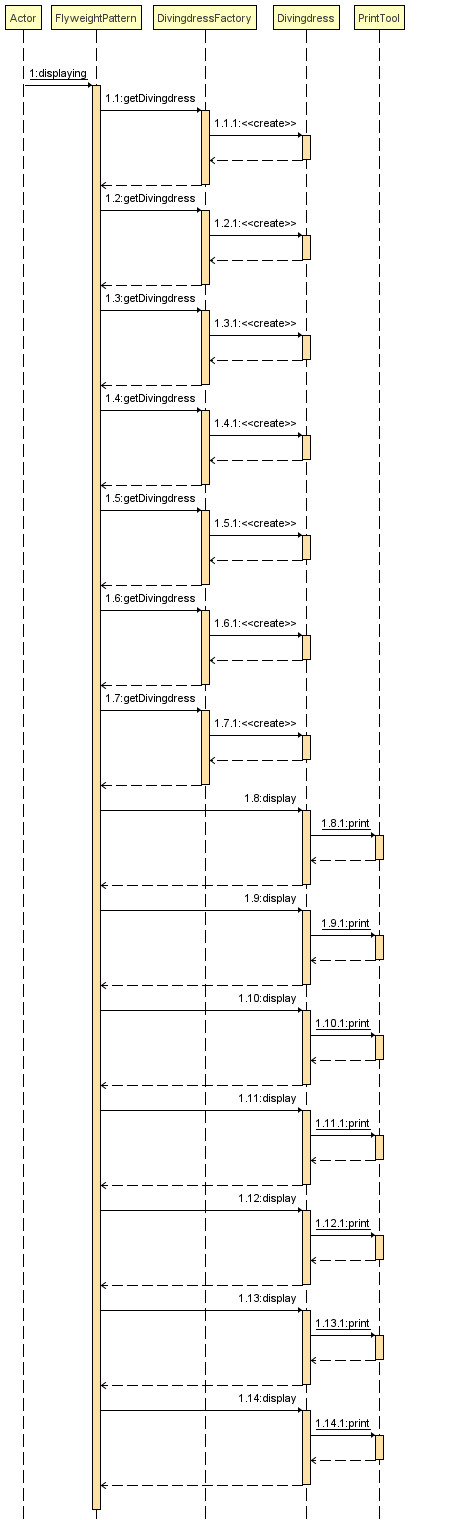 Actor
FlyweightPattern
DivingdressFactory
Divingdress
PrintTool
1:displaying
1.1:getDivingdress
1.1.1:<<create>>
1.2:getDivingdress
1.2.1:<<create>>
1.3:getDivingdress
1.3.1:<<create>>
1.4:getDivingdress
1.4.1:<<create>>
1.5:getDivingdress
1.5.1:<<create>>
1.6:getDivingdress
1.6.1:<<create>>
1.7:getDivingdress
1.7.1:<<create>>
1.8:display
1.8.1:print
1.9:display
1.9.1:print
1.10:display
1.10.1:print
1.11:display
1.11.1:print
1.12:display
1.12.1:print
1.13:display
1.13.1:print
1.14:display
1.14.1:print